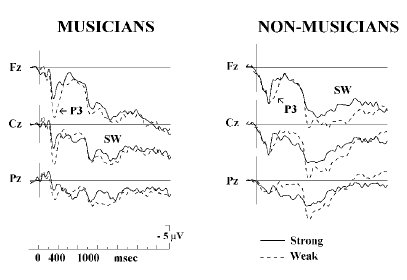 MUSICIANS
NON-MUSICIANS
Fz
P3
Cz
SW
Pz
- 5 μV
0 400 1000 msec
Fz
SW
P3
Cz
Pz
Strong
Weak